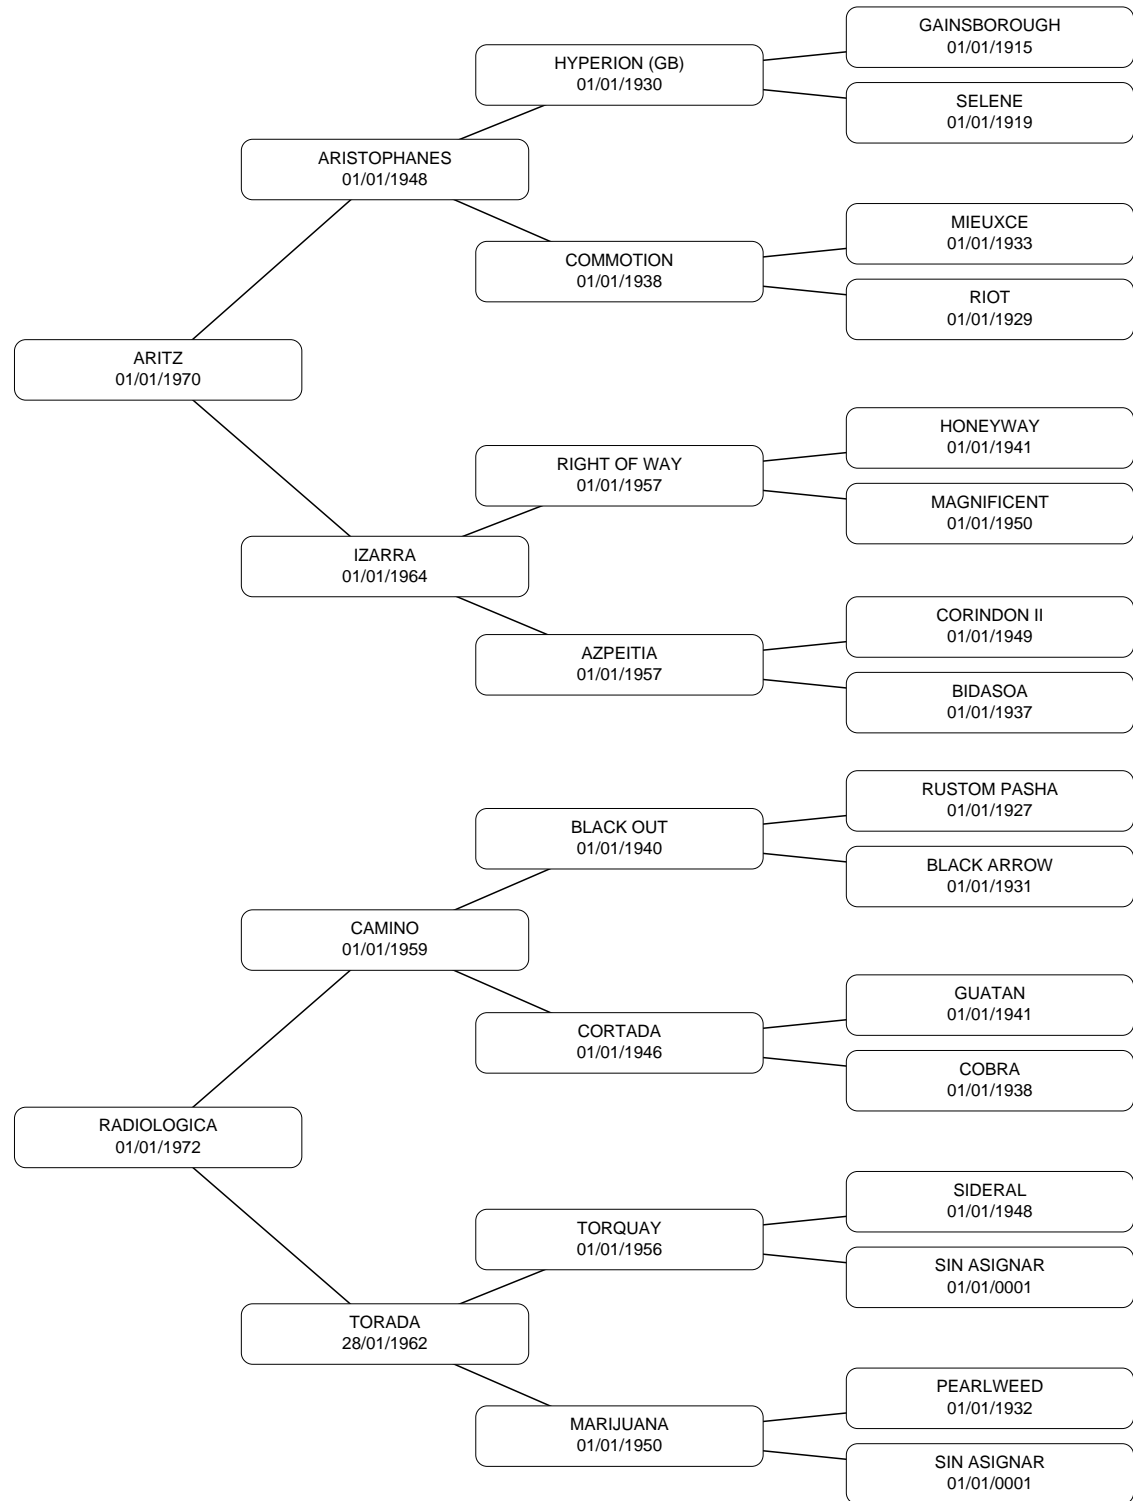 GAINSBOROUGH
01/01/1915
HYPERION (GB)
01/01/1930
SELENE
01/01/1919
ARISTOPHANES
01/01/1948
MIEUXCE
01/01/1933
COMMOTION
01/01/1938
RIOT
01/01/1929
ARITZ
01/01/1970
HONEYWAY
01/01/1941
RIGHT OF WAY
01/01/1957
MAGNIFICENT
01/01/1950
IZARRA
01/01/1964
CORINDON II
01/01/1949
AZPEITIA
01/01/1957
BIDASOA
01/01/1937
RUSTOM PASHA
01/01/1927
BLACK OUT
01/01/1940
BLACK ARROW
01/01/1931
CAMINO
01/01/1959
GUATAN
01/01/1941
CORTADA
01/01/1946
COBRA
01/01/1938
RADIOLOGICA
01/01/1972
SIDERAL
01/01/1948
TORQUAY
01/01/1956
SIN ASIGNAR
01/01/0001
TORADA
28/01/1962
PEARLWEED
01/01/1932
MARIJUANA
01/01/1950
SIN ASIGNAR
01/01/0001